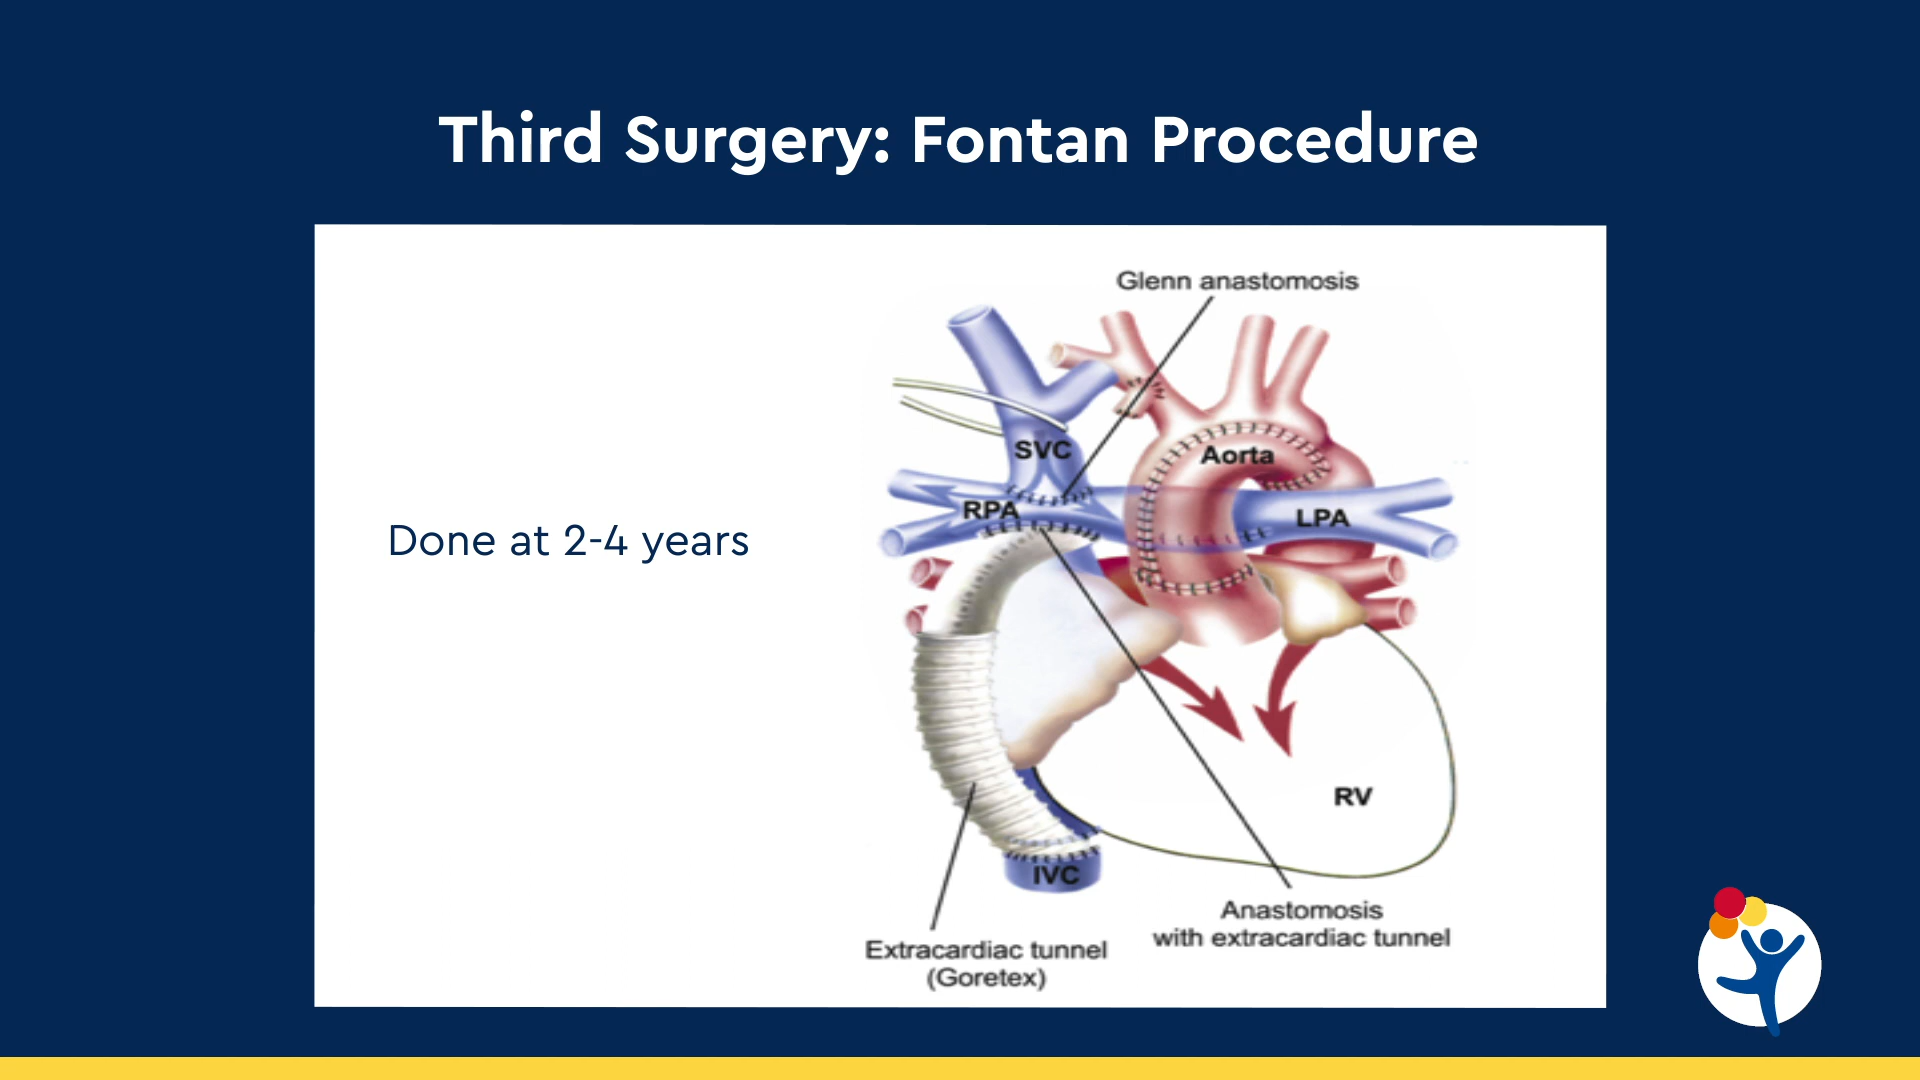 Third Surgery: Fontan Procedure
Done at 2-4 years
Glenn anastomosis
SVC
Aorta
RPA
LPA
RV
IVC
Anastomosis
with extracardiac tunnel
Extracardiac tunnel
(Goretex)